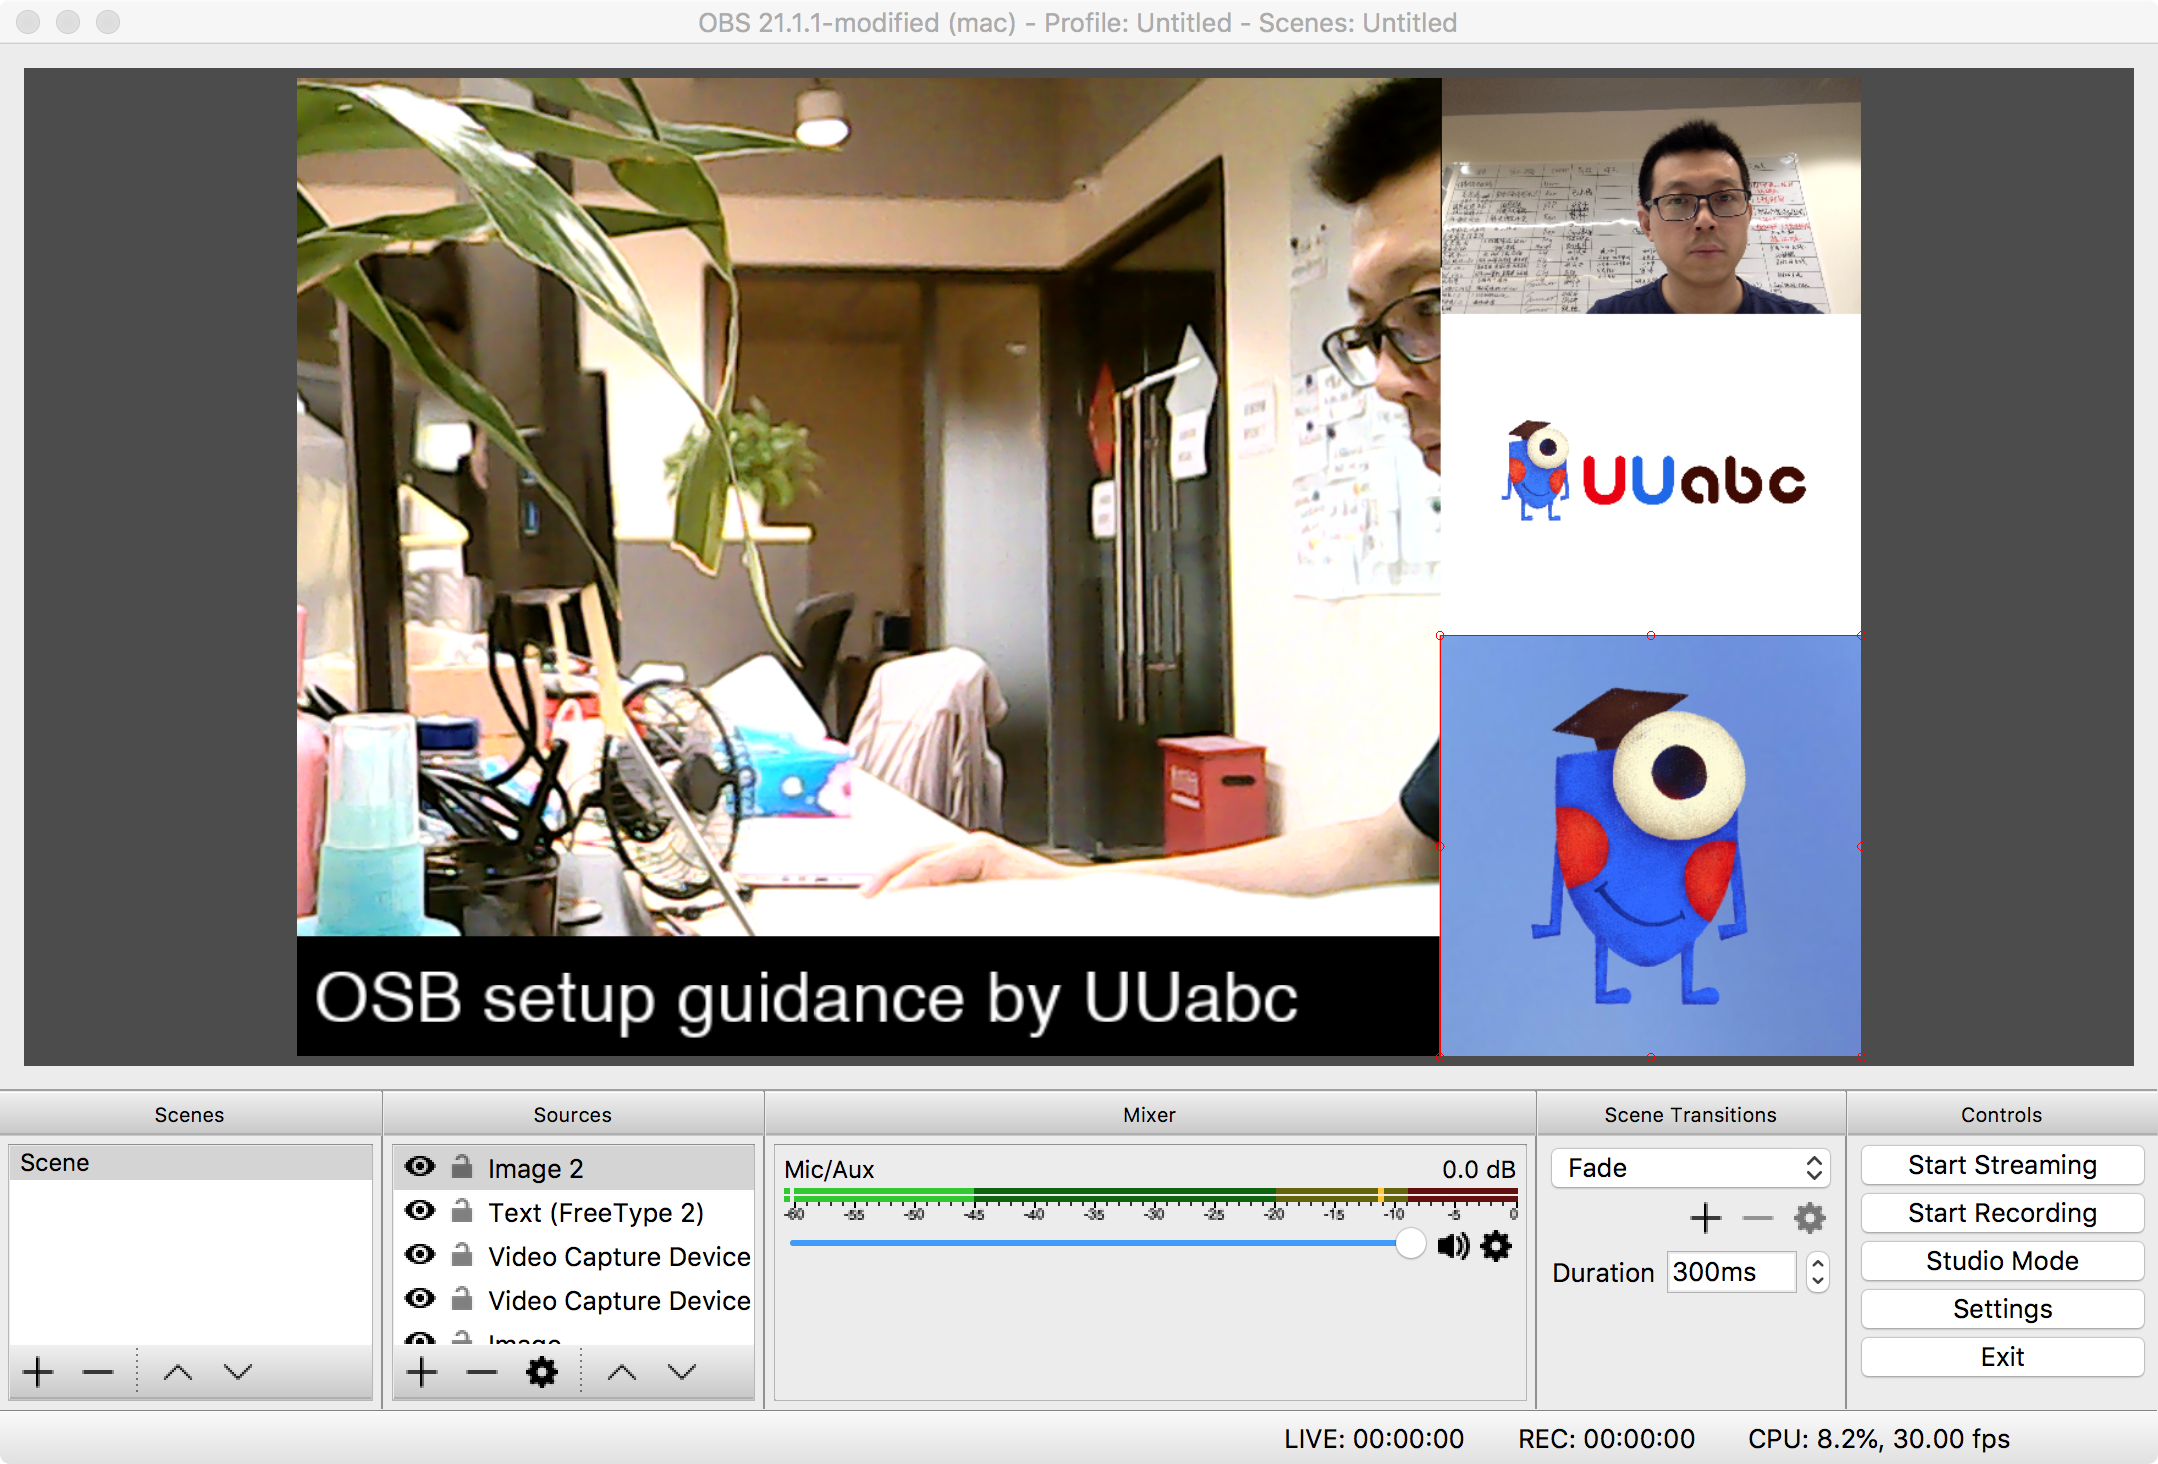 OBS 21.1.1-modified (mac) - Profile: Untitled - Scenes: Untitled
UUabc
OSB setup guidance by UUabc
Scenes
Sources
Mixer
Scene Transitions
Controls
Scene
Image 2
Text (FreeType 2)
Video Capture Device
Video Capture Device
Image
Mic/Aux
0.0 dB
-60 -55 -50 -45 -40 -35 -30 -25 -20 -15 -10 -5 0
Fade
Duration 300ms
Start Streaming
Start Recording
Studio Mode
Settings
Exit
LIVE: 00:00:00 REC: 00:00:00 CPU: 8.2%, 30.00 fps